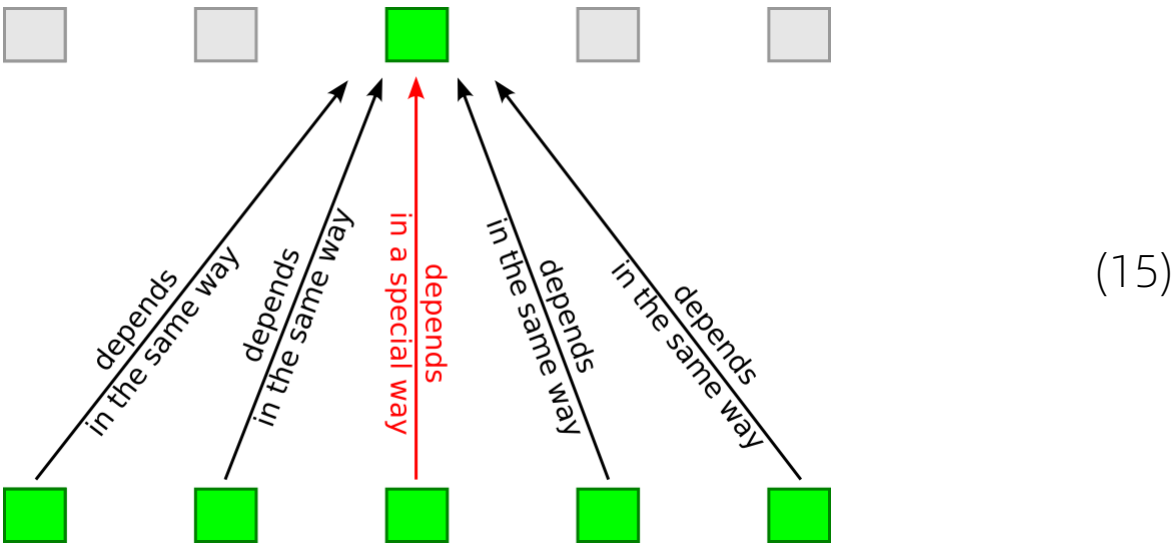 depends
in the same way
depends
in the same way
depends
in a special way
depends
in the same way
depends
in the same way
(15)